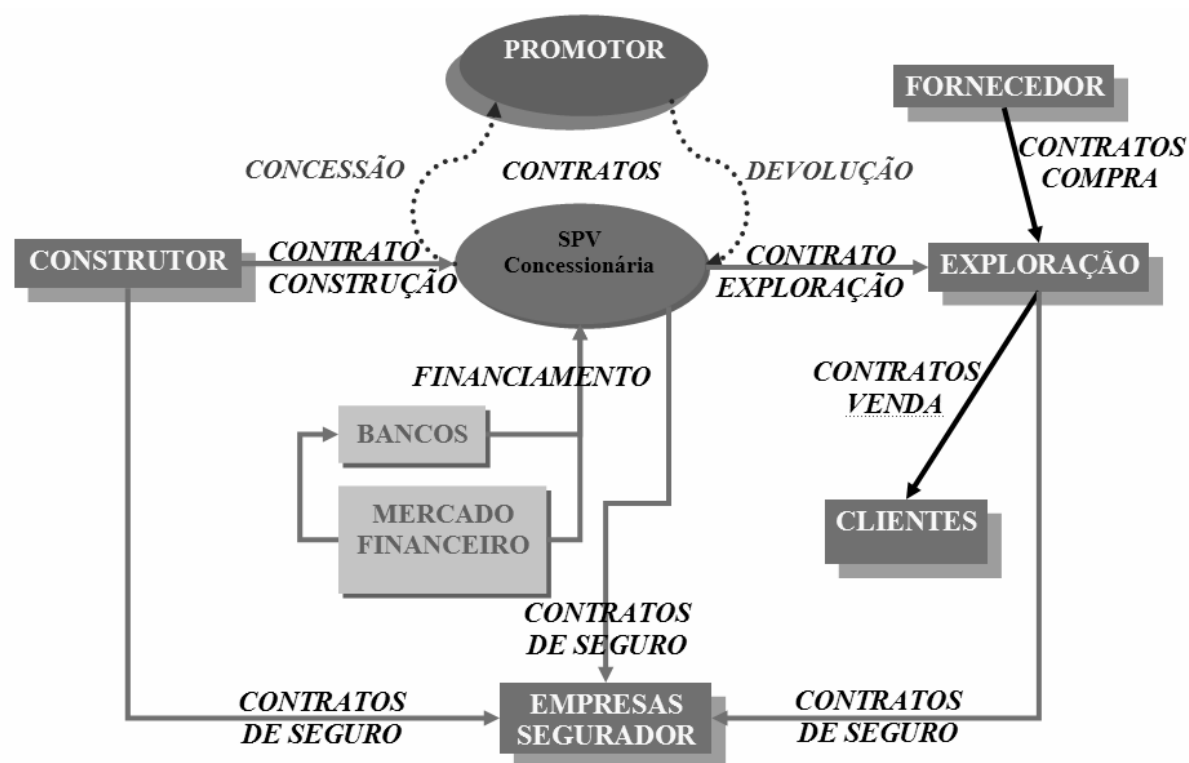 PROMOTOR
FORNECEDOR
CONCESSÃO
CONTRATOS
DEVOLUÇÃO
CONTRATOS
COMPRA
CONSTRUTOR
CONTRATO
CONSTRUÇÃO
SPV
Concessionária
CONTRATO
EXPLORAÇÃO
EXPLORAÇÃO
FINANCIAMENTO
CONTRATOS
VENDA
BANCOS
MERCADO
FINANCEIRO
CLIENTES
CONTRATOS
DE SEGURO
CONTRATOS
DE SEGURO
EMPRESAS
SEGURADOR
CONTRATOS
DE SEGURO